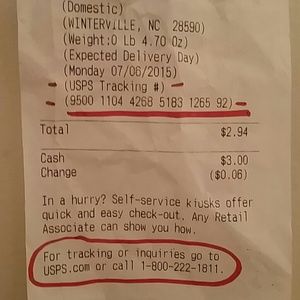 (Domestic)
(WINTERVILLE, NC 28590)
(Weight:0 Lb 4.70 Oz)
(Expected Delivery Day)
(Monday 07/06/2015)
(USPS Tracking #)
(9500 1104 4268 5183 1265 92)
Total $2.94
Cash $3.00
Change ($0.06)
In a hurry? Self-service kiosks offer
quick and easy check-out. Any Retail
Associate can show you how.
For tracking or inquiries go to
USPS.com or call 1-800-222-1811.